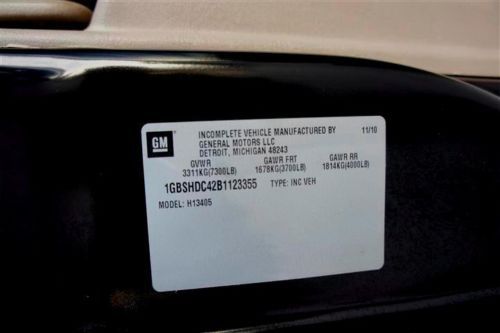 GM
INCOMPLETE VEHICLE MANUFACTURED BY 11/10
GENERAL MOTORS LLC
DETROIT, MICHIGAN 48243
GVWR GAWR FRT GAWR RR
3311KG(7300LB) 1678KG(3700LB) 1814KG(4000LB)
1GBSHDC42B1123355 TYPE: INC VEH
MODEL: H13405